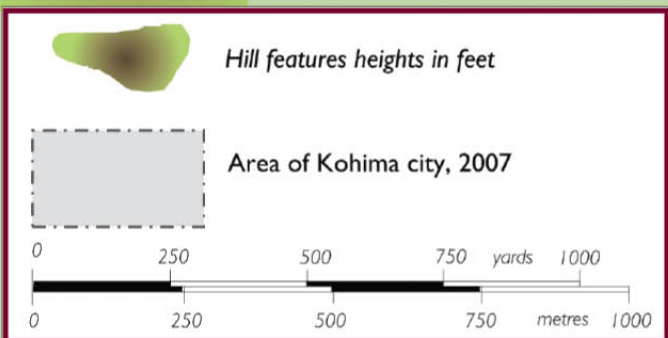 Hill features heights in feet
Area of Kohima city, 2007
0 250 500 750 yards 1000
0 250 500 750 metres 1000